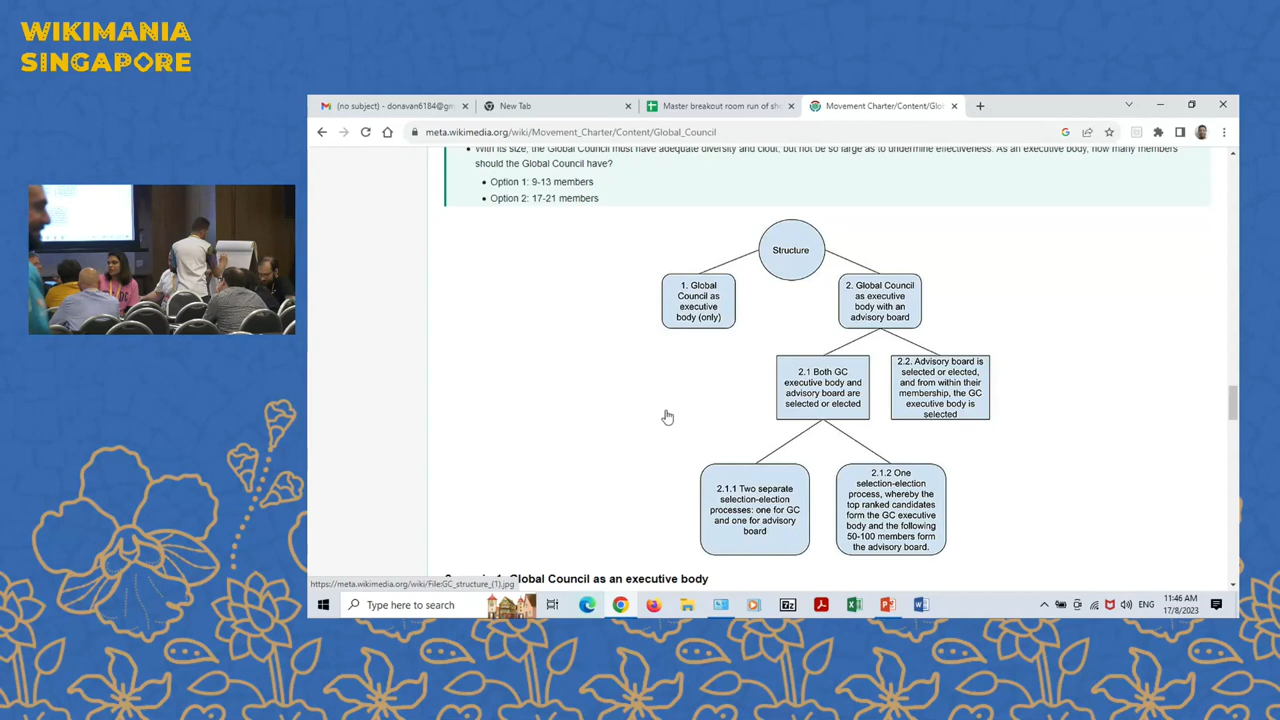 WIKIMANIA
SINGAPORE
(no subject) - donavan6184@gm
New Tab
Master breakout room run of sho
Movement Charter/Content/Glo
meta.wikimedia.org/wiki/Movement_Charter/Content/Global_Council
With its size, the Global Council must have adequate diversity and clout, but not be so large as to undermine effectiveness. As an executive body, how many members
should the Global Council have?
Option 1: 9-13 members
Option 2: 17-21 members
Structure
1. Global
Council as
executive
body (only)
2. Global Council
as executive
body with an
advisory board
2.1 Both GC
executive body and
advisory board are
selected or elected
2.2. Advisory board is
selected or elected,
and from within their
membership, the GC
executive body is
selected
2.1.1 Two separate
selection-election
processes: one for GC
and one for advisory
board
2.1.2 One
selection-election
process, whereby the
top ranked candidates
form the GC executive
body and the following
50-100 members form
the advisory board.
1: Global Council as an executive body
https://meta.wikimedia.org/wiki/File:GC_structure_(1).jpg
Type here to search
ENG
11:46 AM
17/8/2023